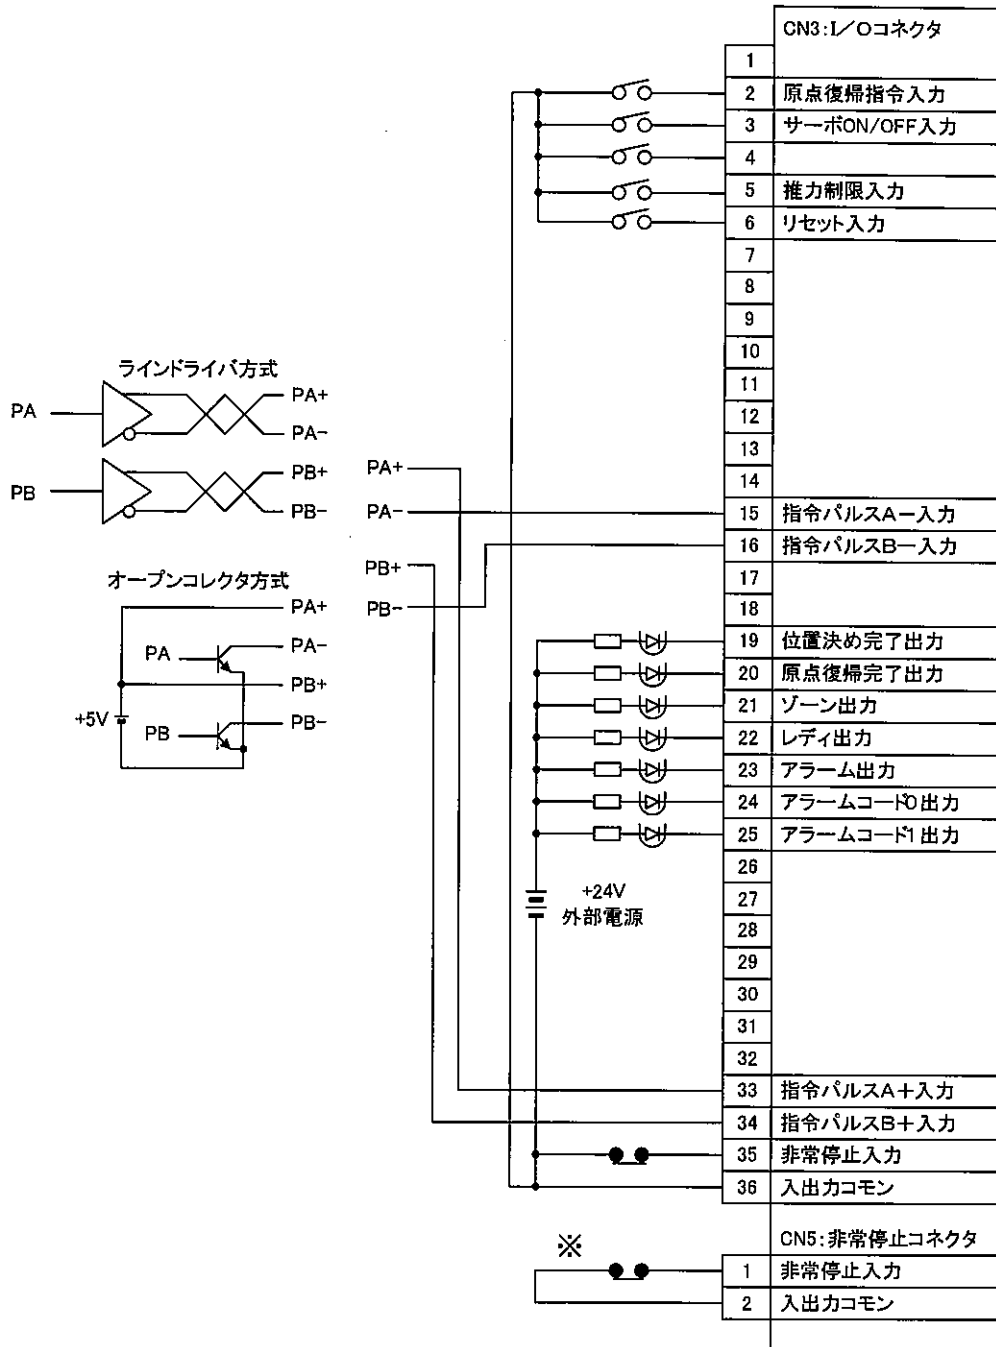 CN3:I/Oコネクタ
1
2 原点復帰指令入力
3 サーボON/OFF入力
4
5 推力制限入力
6 リセット入力
7
8
9
10
11
12
13
14
15 指令パルスA－入力
16 指令パルスB－入力
17
18
19 位置決め完了出力
20 原点復帰完了出力
21 ゾーン出力
22 レディ出力
23 アラーム出力
24 アラームコード0出力
25 アラームコード1出力
26
27
28
29
30
31
32
33 指令パルスA＋入力
34 指令パルスB＋入力
35 非常停止入力
36 入出力コモン
CN5:非常停止コネクタ
1 非常停止入力
2 入出力コモン
ラインドライバ方式
PA
PA+
PA-
PB
PB+
PB-
オープンコレクタ方式
PA+
PA
PA-
PB+
+5V
PB
PB-
PA+
PA-
PB+
PB-
+24V
外部電源
※